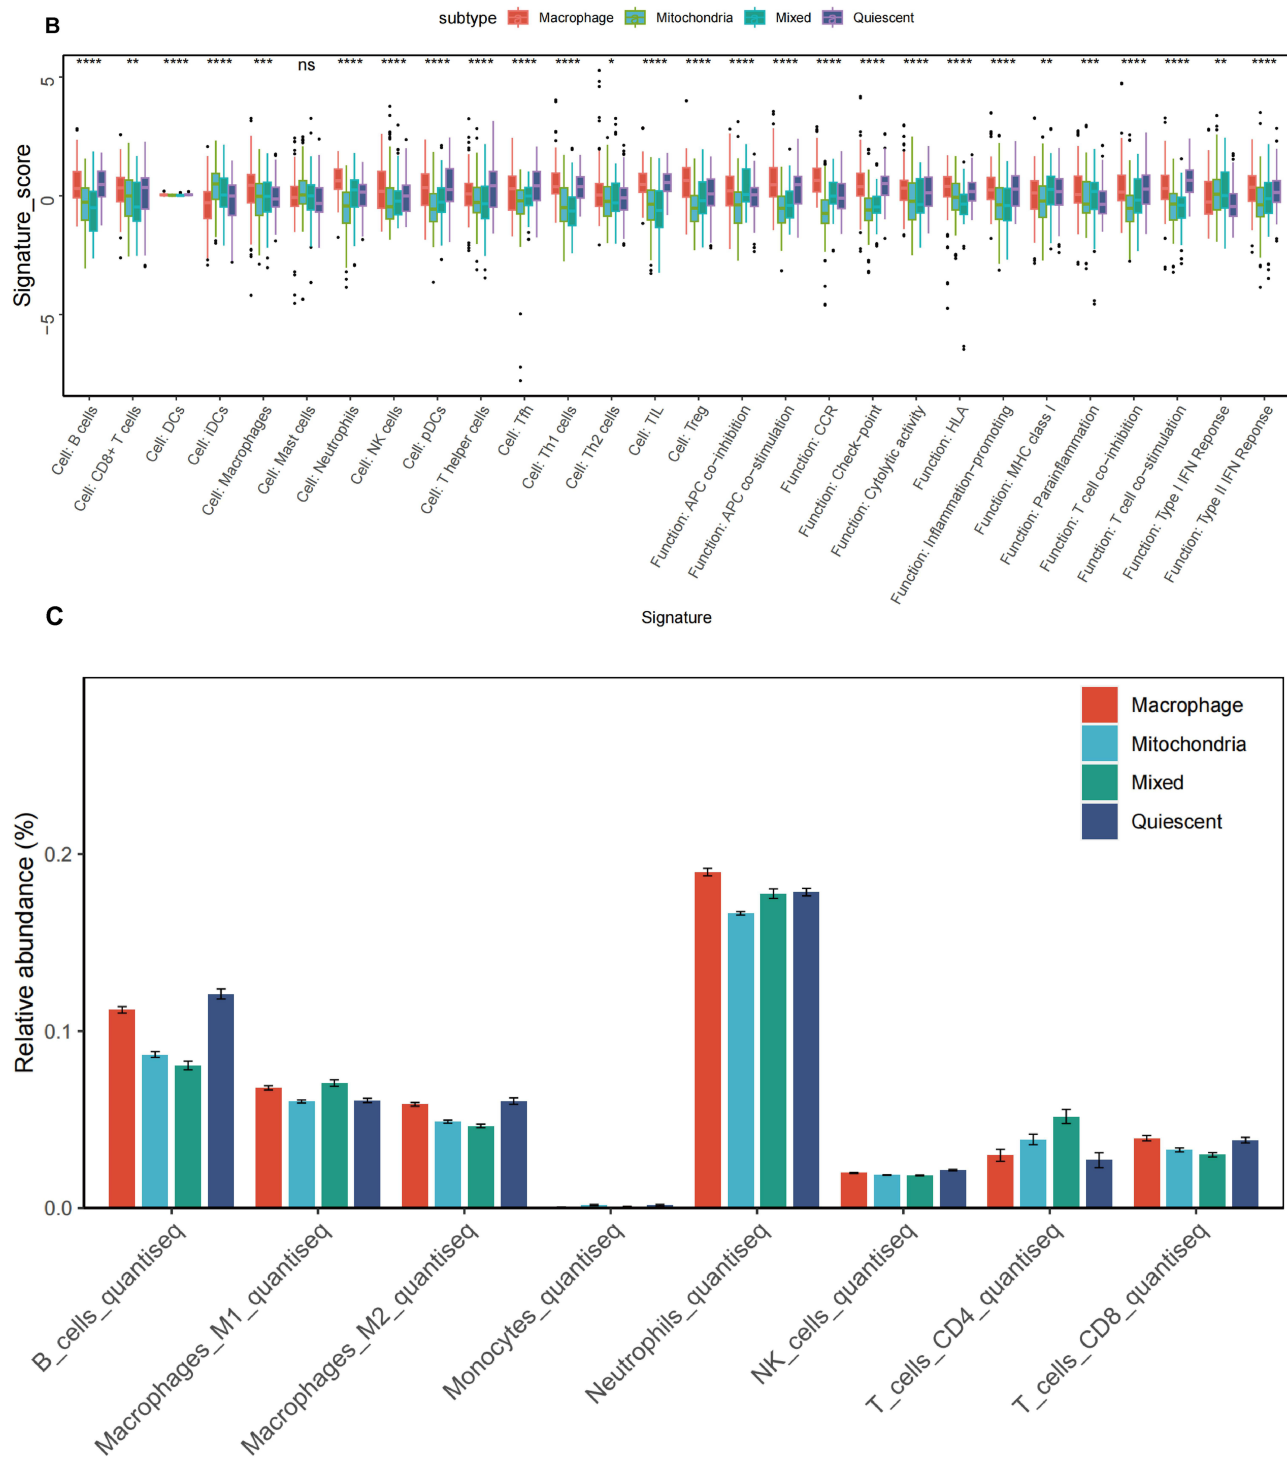 B
subtype Macrophage Mitochondria Mixed Quiescent
**** ** **** **** *** ns **** **** **** **** **** **** * **** **** **** **** **** **** **** **** **** ** *** **** **** ** ****
Signature_score
5
0
−5
Cell: B cells
Cell: CD8+ T cells
Cell: DCs
Cell: iDCs
Cell: Macrophages
Cell: Mast cells
Cell: Neutrophils
Cell: NK cells
Cell: pDCs
Cell: T helper cells
Cell: Tfh
Cell: Th1 cells
Cell: Th2 cells
Cell: TIL
Cell: Treg
Function: APC co−inhibition
Function: APC co−stimulation
Function: CCR
Function: Check−point
Function: Cytolytic activity
Function: HLA
Function: Inflammation−promoting
Function: MHC class I
Function: Parainflammation
Function: T cell co−inhibition
Function: T cell co−stimulation
Function: Type I IFN Reponse
Function: Type II IFN Reponse
Signature
C
Macrophage
Mitochondria
Mixed
Quiescent
Relative abundance (%)
0.2
0.1
0.0
B_cells_quantiseq
Macrophages_M1_quantiseq
Macrophages_M2_quantiseq
Monocytes_quantiseq
Neutrophils_quantiseq
NK_cells_quantiseq
T_cells_CD4_quantiseq
T_cells_CD8_quantiseq